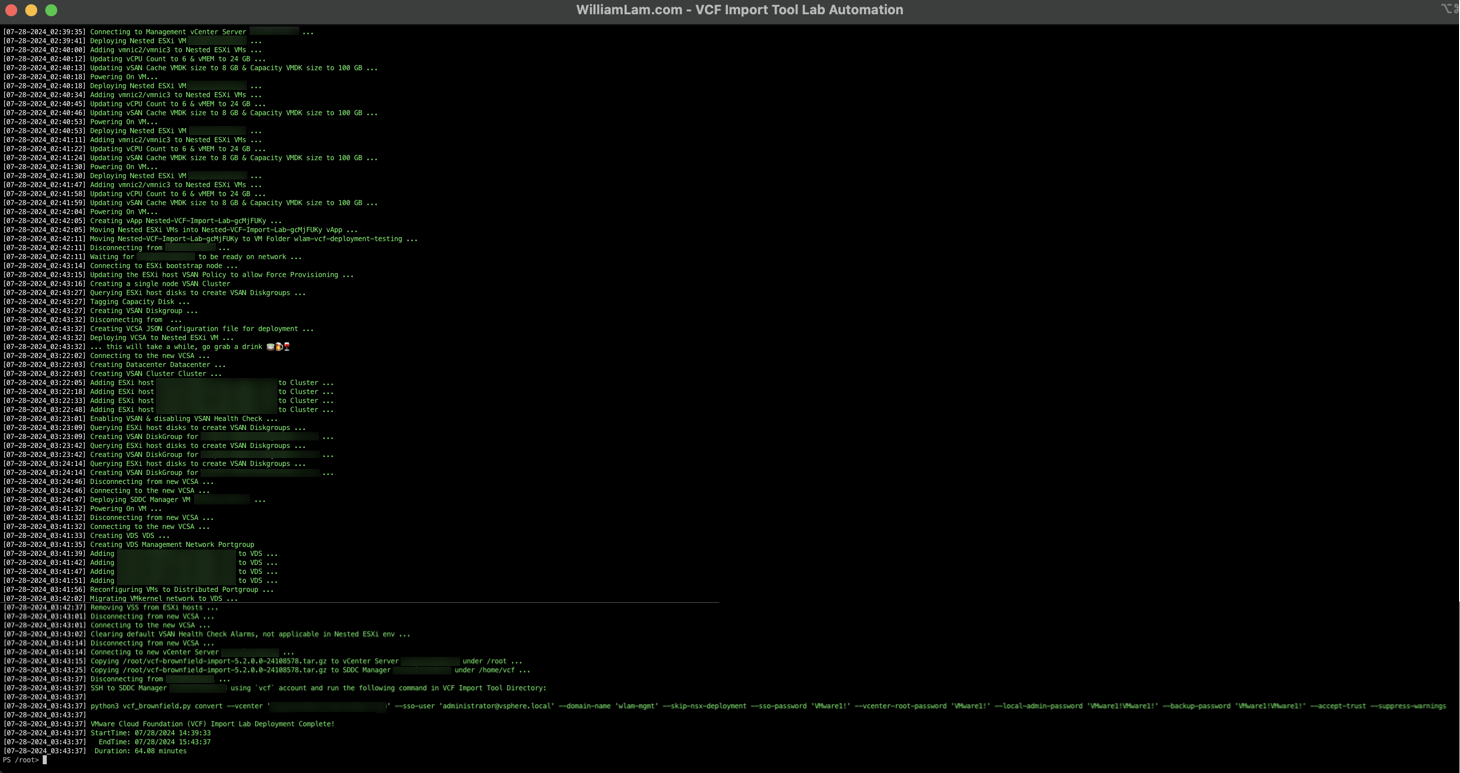 WilliamLam.com - VCF Import Tool Lab Automation
[07-28-2024_02:39:35] Connecting to Management vCenter Server ...
[07-28-2024_02:39:41] Deploying Nested ESXi VM ...
[07-28-2024_02:40:00] Adding vmnic2/vmnic3 to Nested ESXi VMs ...
[07-28-2024_02:40:12] Updating vCPU Count to 6 & vMEM to 24 GB ...
[07-28-2024_02:40:13] Updating vSAN Cache VMDK size to 8 GB & Capacity VMDK size to 100 GB ...
[07-28-2024_02:40:18] Powering On VM...
[07-28-2024_02:40:18] Deploying Nested ESXi VM ...
[07-28-2024_02:40:34] Adding vmnic2/vmnic3 to Nested ESXi VMs ...
[07-28-2024_02:40:45] Updating vCPU Count to 6 & vMEM to 24 GB ...
[07-28-2024_02:40:46] Updating vSAN Cache VMDK size to 8 GB & Capacity VMDK size to 100 GB ...
[07-28-2024_02:40:53] Powering On VM...
[07-28-2024_02:40:53] Deploying Nested ESXi VM ...
[07-28-2024_02:41:11] Adding vmnic2/vmnic3 to Nested ESXi VMs ...
[07-28-2024_02:41:22] Updating vCPU Count to 6 & vMEM to 24 GB ...
[07-28-2024_02:41:24] Updating vSAN Cache VMDK size to 8 GB & Capacity VMDK size to 100 GB ...
[07-28-2024_02:41:30] Powering On VM...
[07-28-2024_02:41:30] Deploying Nested ESXi VM ...
[07-28-2024_02:41:47] Adding vmnic2/vmnic3 to Nested ESXi VMs ...
[07-28-2024_02:41:58] Updating vCPU Count to 6 & vMEM to 24 GB ...
[07-28-2024_02:41:59] Updating vSAN Cache VMDK size to 8 GB & Capacity VMDK size to 100 GB ...
[07-28-2024_02:42:04] Powering On VM...
[07-28-2024_02:42:05] Creating vApp Nested-VCF-Import-Lab-gcMjFUKy ...
[07-28-2024_02:42:05] Moving Nested ESXi VMs into Nested-VCF-Import-Lab-gcMjFUKy vApp ...
[07-28-2024_02:42:11] Moving Nested-VCF-Import-Lab-gcMjFUKy to VM Folder wlam-vcf-deployment-testing ...
[07-28-2024_02:42:11] Disconnecting from ...
[07-28-2024_02:42:11] Waiting for to be ready on network ...
[07-28-2024_02:43:14] Connecting to ESXi bootstrap node ...
[07-28-2024_02:43:15] Updating the ESXi host VSAN Policy to allow Force Provisioning ...
[07-28-2024_02:43:16] Creating a single node VSAN Cluster
[07-28-2024_02:43:27] Querying ESXi host disks to create VSAN Diskgroups ...
[07-28-2024_02:43:27] Tagging Capacity Disk ...
[07-28-2024_02:43:27] Creating VSAN Diskgroup ...
[07-28-2024_02:43:32] Disconnecting from  ...
[07-28-2024_02:43:32] Creating VCSA JSON Configuration file for deployment ...
[07-28-2024_02:43:32] Deploying VCSA to Nested ESXi VM ...
[07-28-2024_02:43:32] ... this will take a while, go grab a drink 🍵🍺🍷
[07-28-2024_03:22:02] Connecting to the new VCSA ...
[07-28-2024_03:22:03] Creating Datacenter Datacenter ...
[07-28-2024_03:22:03] Creating VSAN Cluster Cluster ...
[07-28-2024_03:22:05] Adding ESXi host to Cluster ...
[07-28-2024_03:22:18] Adding ESXi host to Cluster ...
[07-28-2024_03:22:33] Adding ESXi host to Cluster ...
[07-28-2024_03:22:48] Adding ESXi host to Cluster ...
[07-28-2024_03:23:01] Enabling VSAN & disabling VSAN Health Check ...
[07-28-2024_03:23:09] Querying ESXi host disks to create VSAN Diskgroups ...
[07-28-2024_03:23:09] Creating VSAN DiskGroup for ...
[07-28-2024_03:23:42] Querying ESXi host disks to create VSAN Diskgroups ...
[07-28-2024_03:23:42] Creating VSAN DiskGroup for ...
[07-28-2024_03:24:14] Querying ESXi host disks to create VSAN Diskgroups ...
[07-28-2024_03:24:14] Creating VSAN DiskGroup for ...
[07-28-2024_03:24:46] Disconnecting from new VCSA ...
[07-28-2024_03:24:46] Connecting to the new VCSA ...
[07-28-2024_03:24:47] Deploying SDDC Manager VM ...
[07-28-2024_03:41:32] Powering On VM ...
[07-28-2024_03:41:32] Disconnecting from new VCSA ...
[07-28-2024_03:41:32] Connecting to the new VCSA ...
[07-28-2024_03:41:33] Creating VDS VDS ...
[07-28-2024_03:41:35] Creating VDS Management Network Portgroup
[07-28-2024_03:41:39] Adding to VDS ...
[07-28-2024_03:41:42] Adding to VDS ...
[07-28-2024_03:41:47] Adding to VDS ...
[07-28-2024_03:41:51] Adding to VDS ...
[07-28-2024_03:41:56] Reconfiguring VMs to Distributed Portgroup ...
[07-28-2024_03:42:02] Migrating VMkernel network to VDS ...
[07-28-2024_03:42:37] Removing VSS from ESXi hosts ...
[07-28-2024_03:43:01] Disconnecting from new VCSA ...
[07-28-2024_03:43:01] Connecting to the new VCSA ...
[07-28-2024_03:43:02] Clearing default VSAN Health Check Alarms, not applicable in Nested ESXi env ...
[07-28-2024_03:43:14] Disconnecting from new VCSA ...
[07-28-2024_03:43:14] Connecting to new vCenter Server ...
[07-28-2024_03:43:15] Copying /root/vcf-brownfield-import-5.2.0.0-24108578.tar.gz to vCenter Server under /root ...
[07-28-2024_03:43:25] Copying /root/vcf-brownfield-import-5.2.0.0-24108578.tar.gz to SDDC Manager under /home/vcf ...
[07-28-2024_03:43:37] Disconnecting from ...
[07-28-2024_03:43:37] SSH to SDDC Manager using `vcf` account and run the following command in VCF Import Tool Directory:
[07-28-2024_03:43:37]
[07-28-2024_03:43:37] python3 vcf_brownfield.py convert --vcenter ' ' --sso-user 'administrator@vsphere.local' --domain-name 'wlam-mgmt' --skip-nsx-deployment --sso-password 'VMware1!' --vcenter-root-password 'VMware1!' --local-admin-password 'VMware1!VMware1!' --backup-password 'VMware1!VMware1!' --accept-trust --suppress-warnings
[07-28-2024_03:43:37]
[07-28-2024_03:43:37] VMware Cloud Foundation (VCF) Import Lab Deployment Complete!
[07-28-2024_03:43:37] StartTime: 07/28/2024 14:39:33
[07-28-2024_03:43:37]   EndTime: 07/28/2024 15:43:37
[07-28-2024_03:43:37]  Duration: 64.08 minutes
PS /root>